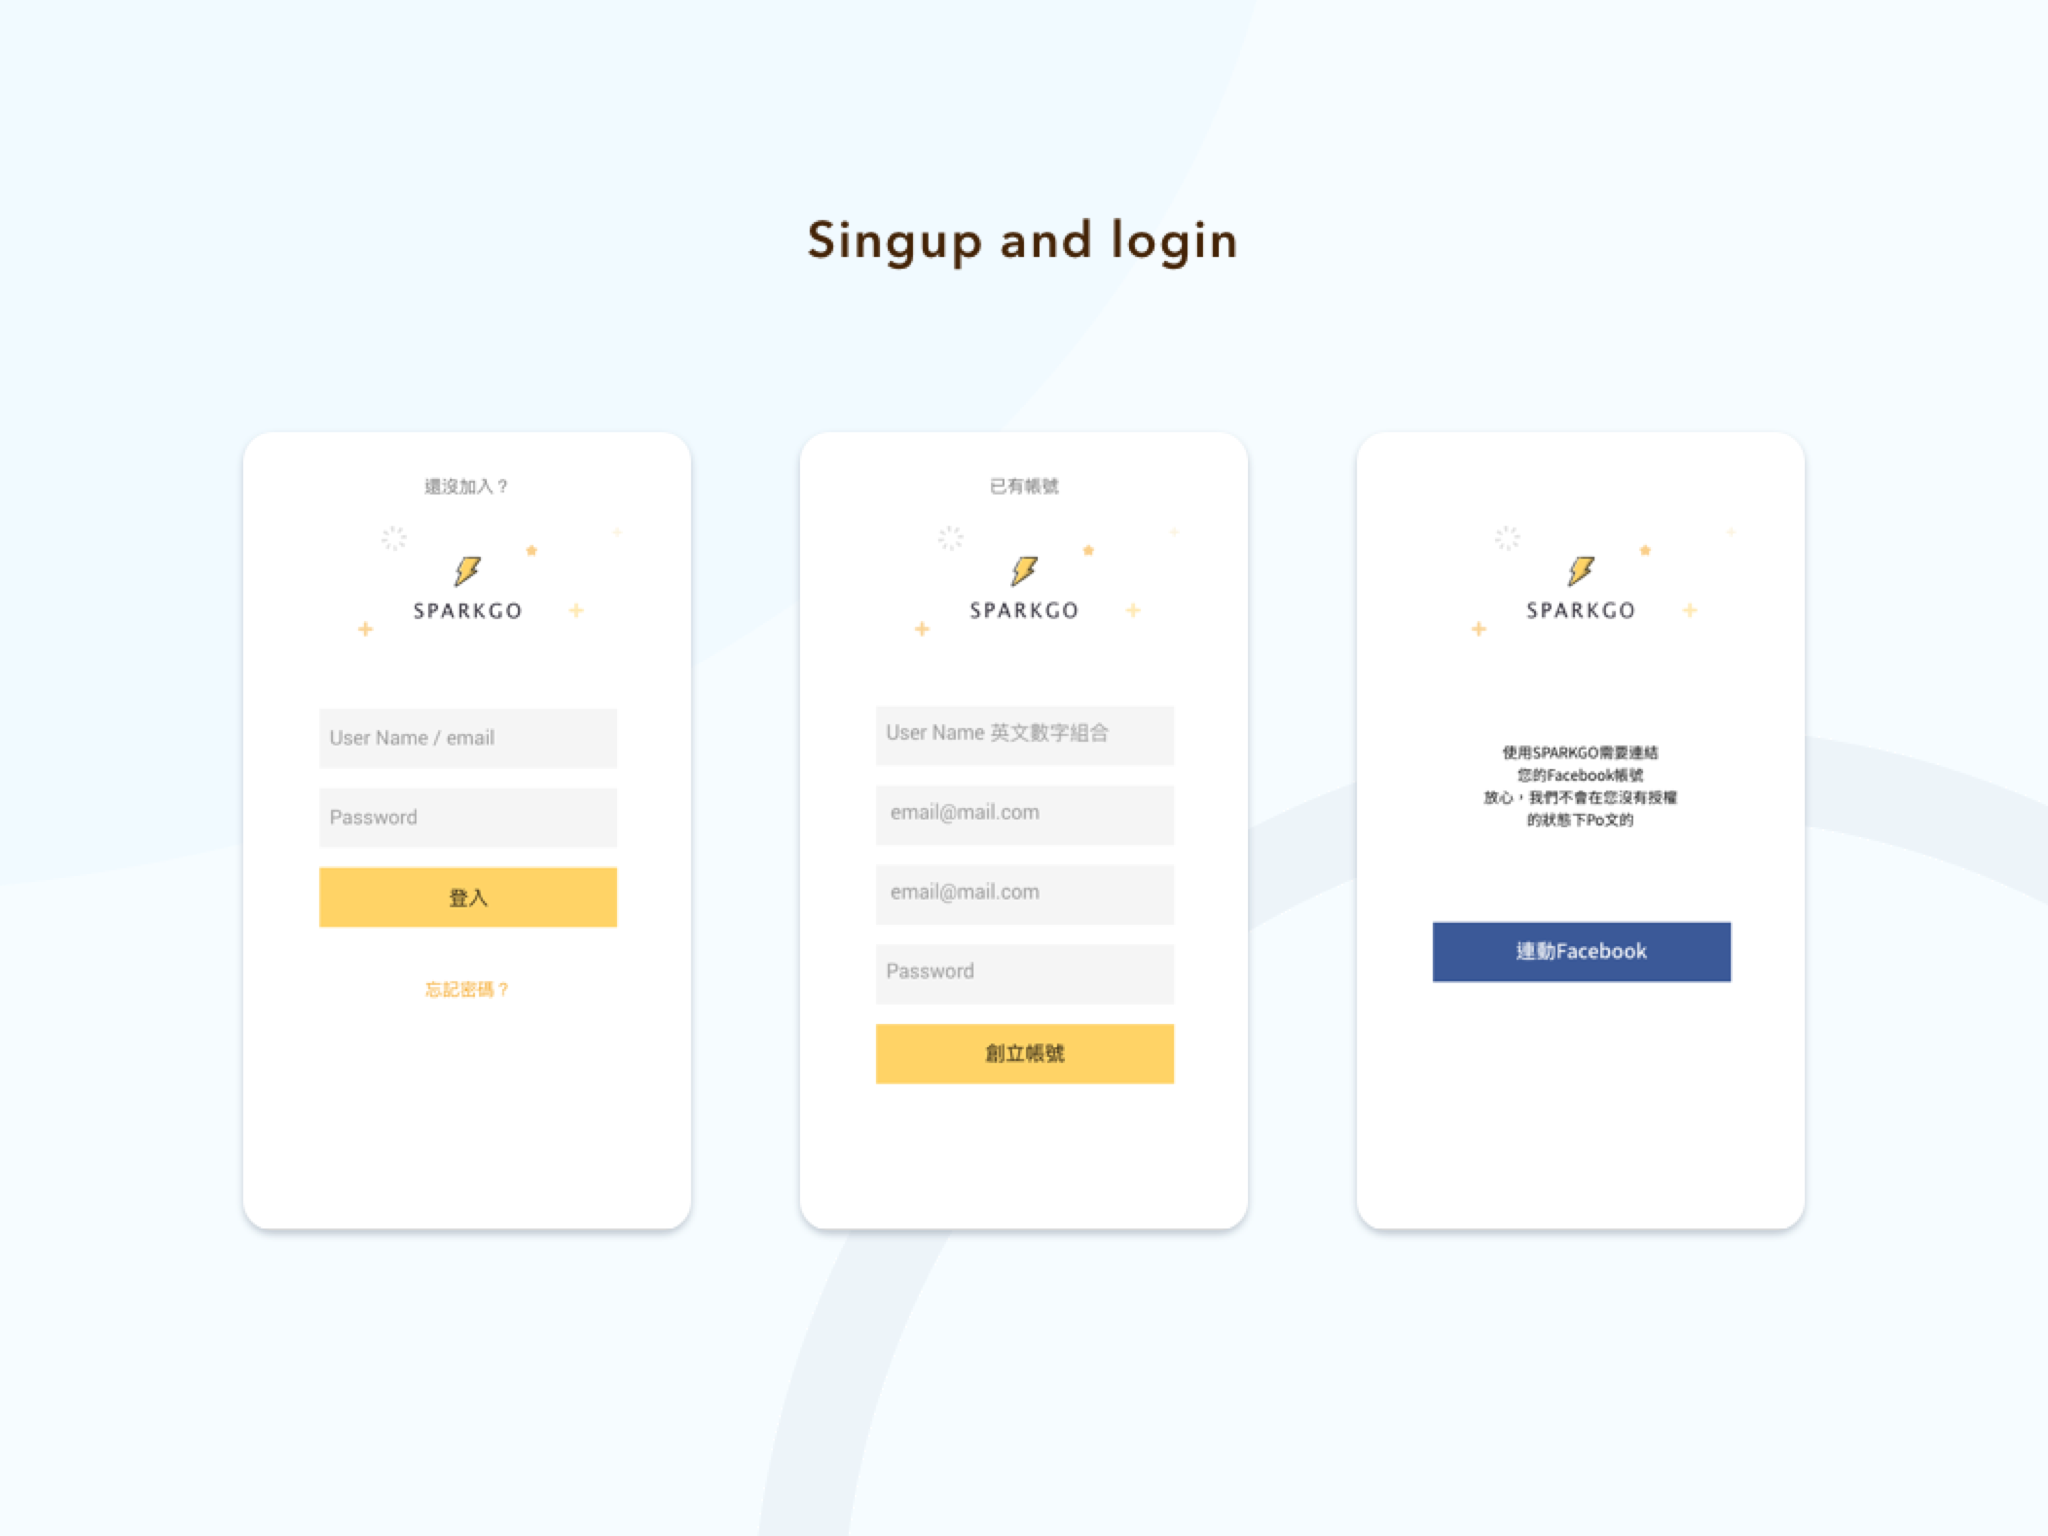 Singup and login
還沒加入？
SPARKGO
User Name / email
Password
登入
忘記密碼？
已有帳號
SPARKGO
User Name 英文數字組合
email@mail.com
email@mail.com
Password
創立帳號
SPARKGO
使用SPARKGO需要連結
您的Facebook帳號
放心，我們不會在您沒有授權
的狀態下Po文的
連動Facebook